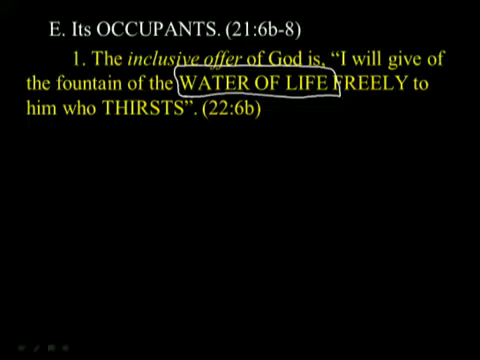 E. Its OCCUPANTS. (21:6b-8)
1. The inclusive offer of God is, “I will give of
the fountain of the WATER OF LIFE FREELY to
him who THIRSTS”. (22:6b)